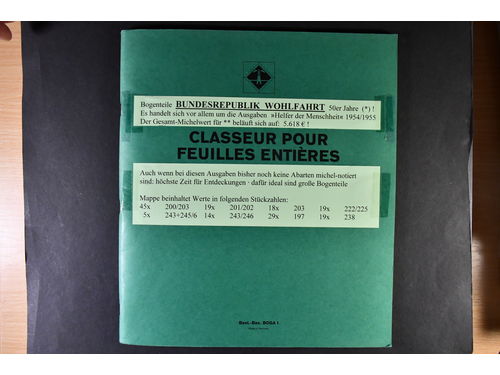 Bogenteile BUNDESREPUBLIK WOHLFAHRT 50er Jahre (*) !
Es handelt sich vor allem um die Ausgaben »Helfer der Menschheit« 1954/1955
Der Gesamt-Michelwert für ** beläuft sich auf: 5.618 € !
CLASSEUR POUR
FEUILLES ENTIÈRES
Auch wenn bei diesen Ausgaben bisher noch keine Abarten michel-notiert
sind: höchste Zeit für Entdeckungen - dafür ideal sind große Bogenteile
Mappe beinhaltet Werte in folgenden Stückzahlen:
45x 200/203 19x 201/202 18x 203 19x 222/225
5x 243+245/6 14x 243/246 29x 197 19x 238
Best.-Bez. BOGA 1